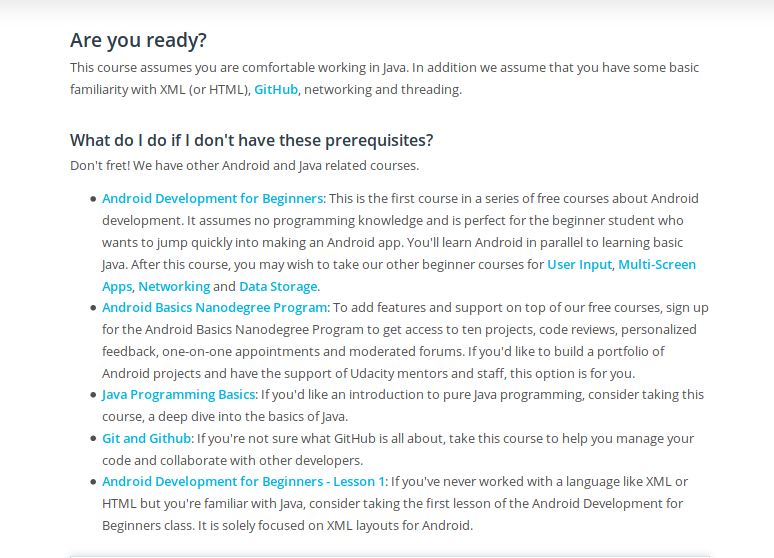 Are you ready?
This course assumes you are comfortable working in Java. In addition we assume that you have some basic
familiarity with XML (or HTML), GitHub, networking and threading.
What do I do if I don't have these prerequisites?
Don't fret! We have other Android and Java related courses.
• Android Development for Beginners: This is the first course in a series of free courses about Android
development. It assumes no programming knowledge and is perfect for the beginner student who
wants to jump quickly into making an Android app. You'll learn Android in parallel to learning basic
Java. After this course, you may wish to take our other beginner courses for User Input, Multi-Screen
Apps, Networking and Data Storage.
• Android Basics Nanodegree Program: To add features and support on top of our free courses, sign up
for the Android Basics Nanodegree Program to get access to ten projects, code reviews, personalized
feedback, one-on-one appointments and moderated forums. If you'd like to build a portfolio of
Android projects and have the support of Udacity mentors and staff, this option is for you.
• Java Programming Basics: If you'd like an introduction to pure Java programming, consider taking this
course, a deep dive into the basics of Java.
• Git and Github: If you're not sure what GitHub is all about, take this course to help you manage your
code and collaborate with other developers.
• Android Development for Beginners - Lesson 1: If you've never worked with a language like XML or
HTML but you're familiar with Java, consider taking the first lesson of the Android Development for
Beginners class. It is solely focused on XML layouts for Android.